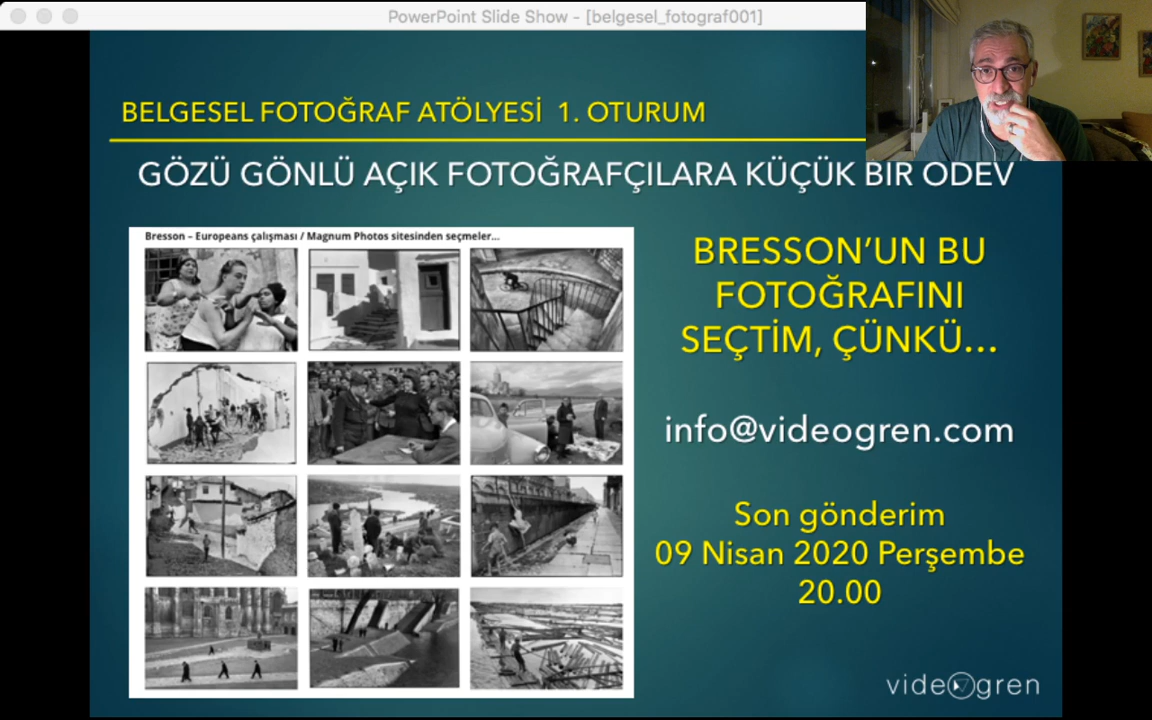 PowerPoint Slide Show - [belgesel_fotograf001]
BELGESEL FOTOĞRAF ATÖLYESİ 1. OTURUM
GÖZÜ GÖNLÜ AÇIK FOTOĞRAFÇILARA KÜÇÜK BİR ÖDEV
Bresson – Europeans çalışması / Magnum Photos sitesinden seçmeler...
BRESSON’UN BU
FOTOĞRAFINI
SEÇTİM, ÇÜNKÜ...
info@videogren.com
Son gönderim
09 Nisan 2020 Perşembe
20.00
videogren